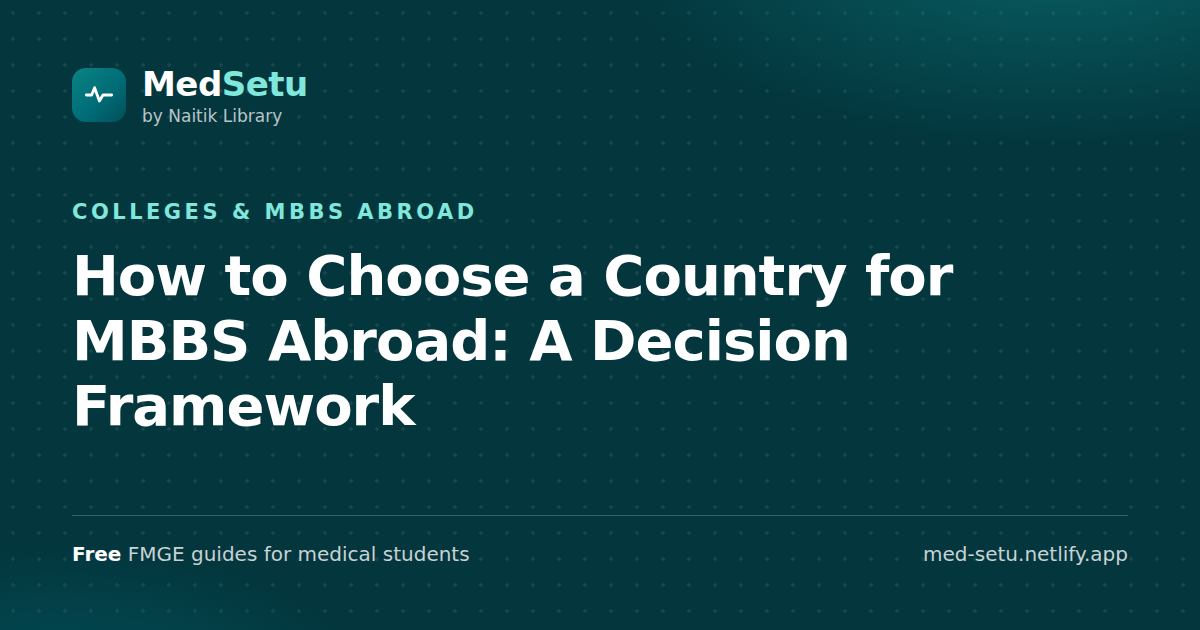 MedSetu
by Naitik Library
COLLEGES & MBBS ABROAD
How to Choose a Country for
MBBS Abroad: A Decision
Framework
Free FMGE guides for medical students
med-setu.netlify.app